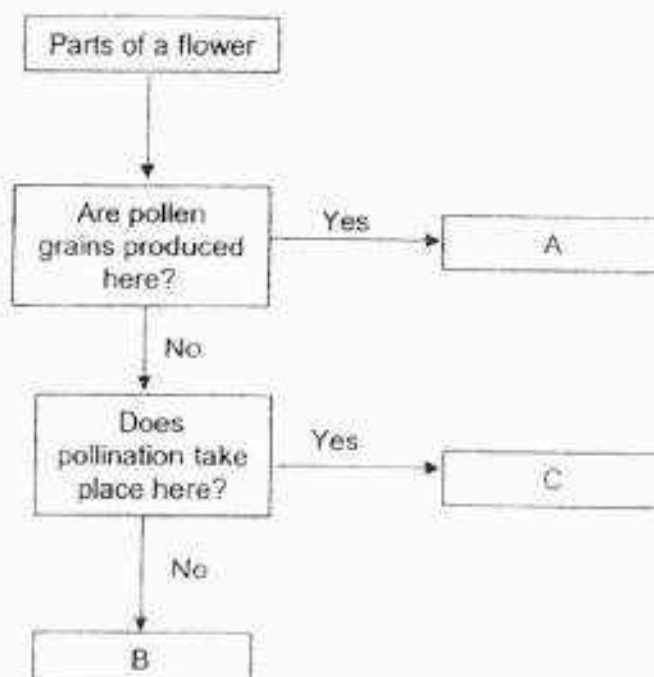 Parts of a flower
Are pollen
grains produced
here?
Yes
A
No
Does
pollination take
place here?
Yes
C
No
B